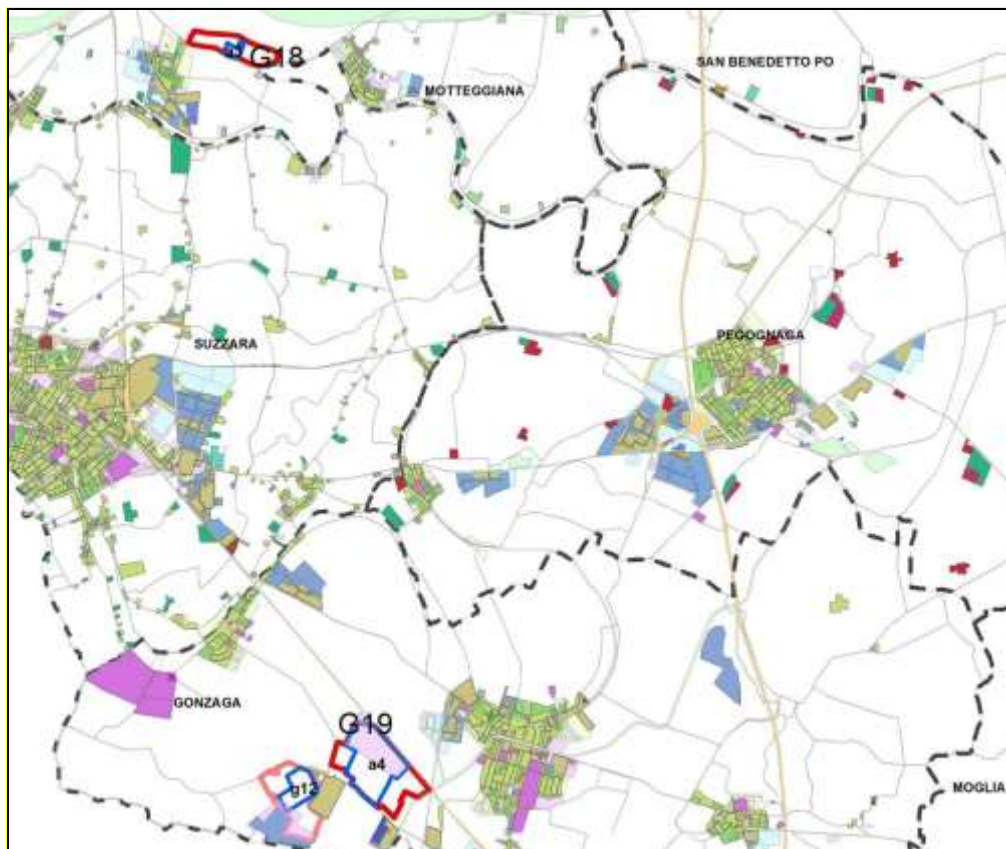 G18
SAN BENEDETTO PO
MOTTEGGIANA
PEGOGNAGA
SUZZARA
GONZAGA
G19
a4
g12
MOGLIA